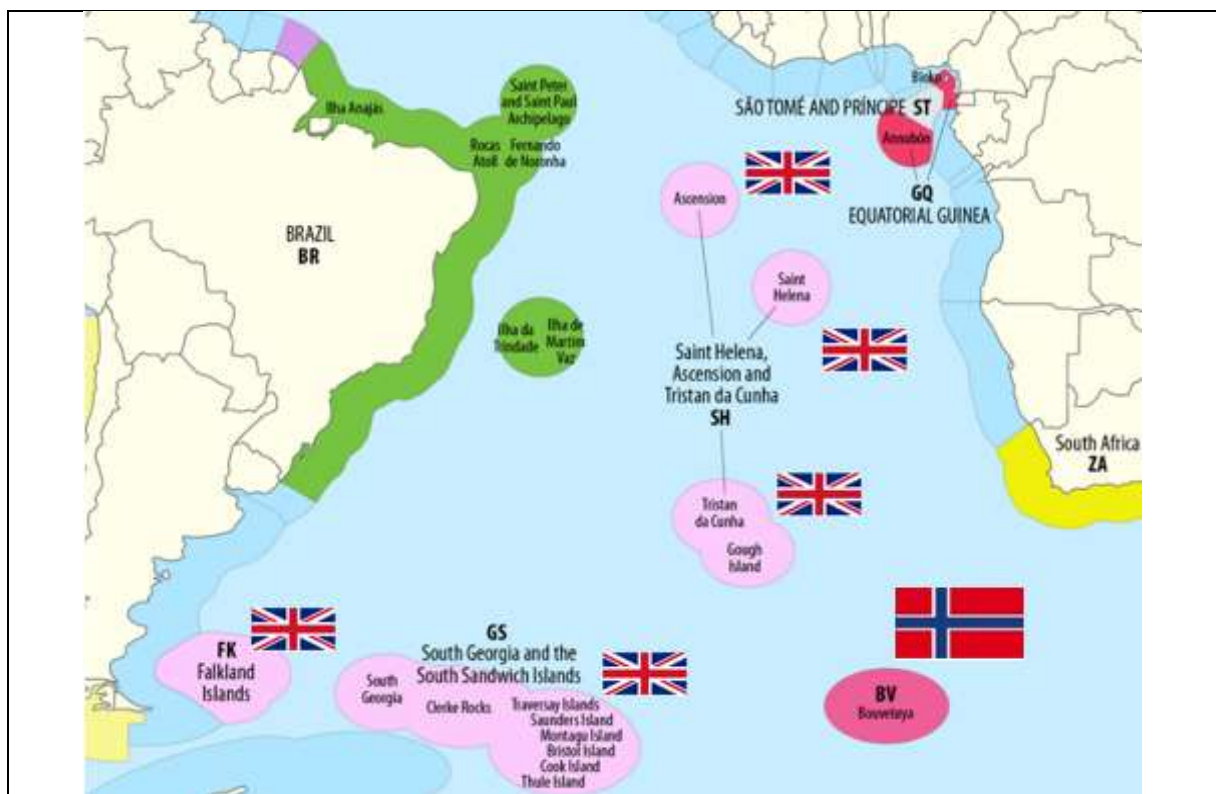 Saint Peter
and Saint Paul
Archipelago
Ilha Anajás
Rocas
Atoll
Fernando
de Noronha
BRAZIL
BR
Ilha da
Trindade
Ilha de
Martim
Vaz
SÃO TOMÉ AND PRÍNCIPE ST
Annobón
GQ
EQUATORIAL GUINEA
Ascension
Saint
Helena
Saint Helena,
Ascension and
Tristan da Cunha
SH
South Africa
ZA
Tristan
da Cunha
Gough
Island
FK
Falkland
Islands
GS
South Georgia and the
South Sandwich Islands
South
Georgia
Clerke Rocks
Traversay Islands
Saunders Island
Montagu Island
Bristol Island
Cook Island
Thule Island
BV
Bouvetøya